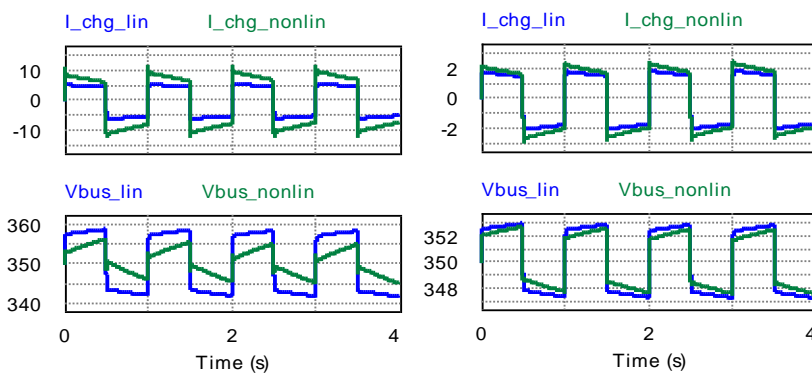 I_chg_lin I_chg_nonlin
10
0
-10
Vbus_lin Vbus_nonlin
360
350
340
0 2 4
Time (s)
I_chg_lin I_chg_nonlin
2
0
-2
Vbus_lin Vbus_nonlin
352
350
348
0 2 4
Time (s)